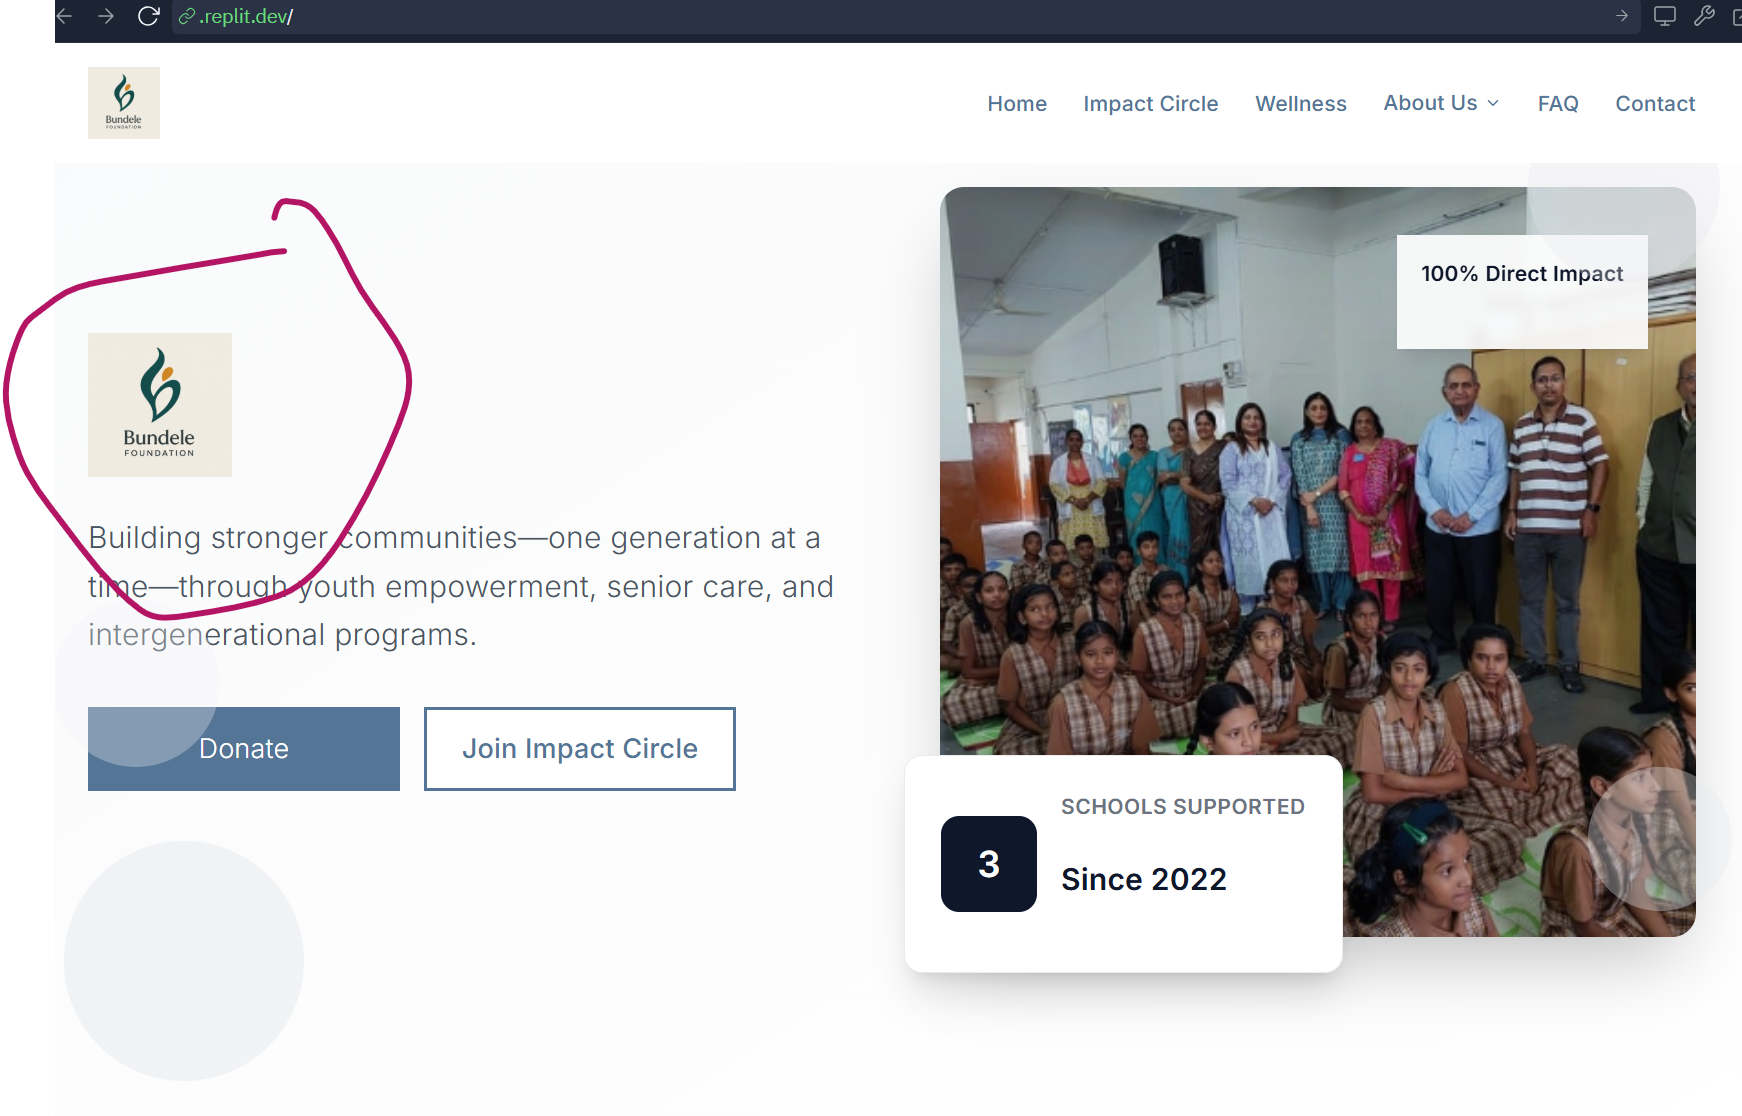 .replit.dev/
Bundele
FOUNDATION
Home Impact Circle Wellness About Us FAQ Contact
100% Direct Impact
Bundele
FOUNDATION
Building stronger communities—one generation at a
time—through youth empowerment, senior care, and
intergenerational programs.
Donate Join Impact Circle
SCHOOLS SUPPORTED
3
Since 2022